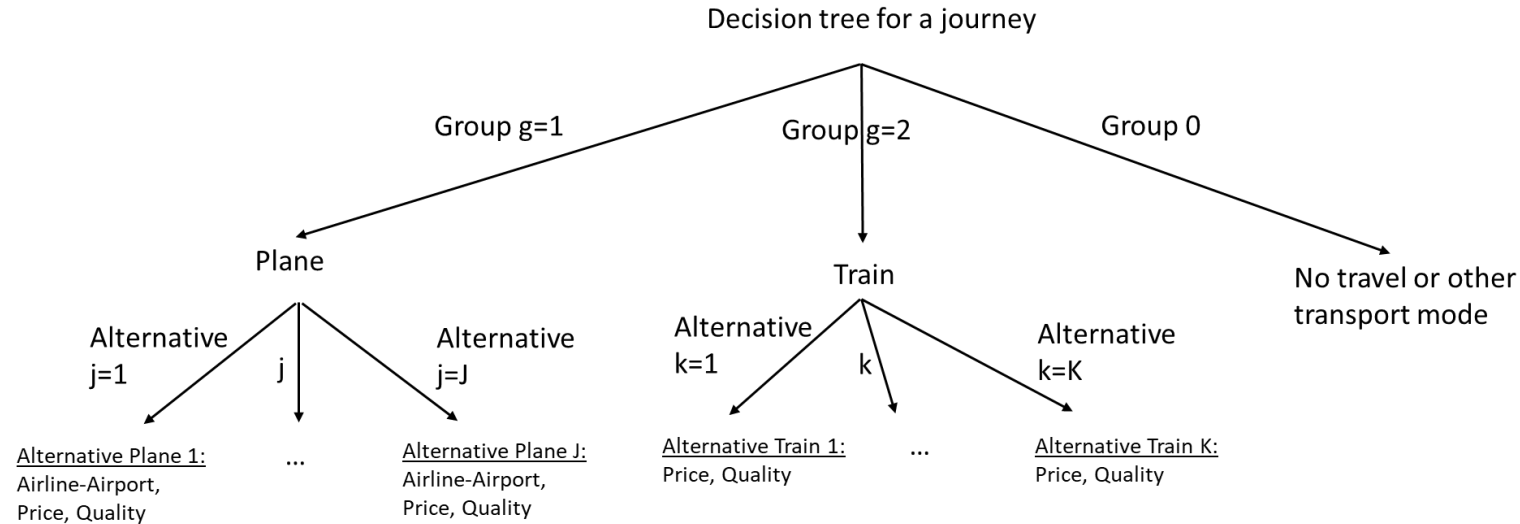 Decision tree for a journey
Group g=1
Group g=2
Group 0
Plane
Train
No travel or other
transport mode
Alternative
j=1
j
Alternative
j=J
Alternative
k=1
k
Alternative
k=K
Alternative Plane 1:
Airline-Airport,
Price, Quality
...
Alternative Plane J:
Airline-Airport,
Price, Quality
Alternative Train 1:
Price, Quality
...
Alternative Train K:
Price, Quality